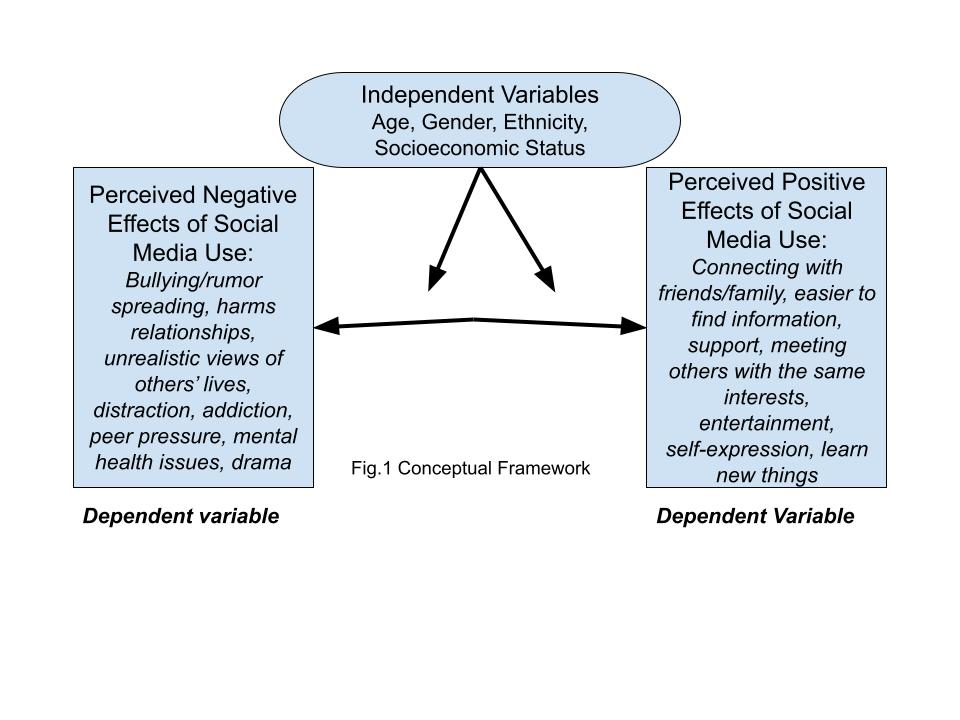 Independent Variables
Age, Gender, Ethnicity,
Socioeconomic Status
Perceived Negative
Effects of Social
Media Use:
Bullying/rumor
spreading, harms
relationships,
unrealistic views of
others’ lives,
distraction, addiction,
peer pressure, mental
health issues, drama
Perceived Positive
Effects of Social
Media Use:
Connecting with
friends/family, easier to
find information,
support, meeting
others with the same
interests,
entertainment,
self-expression, learn
new things
Fig.1 Conceptual Framework
Dependent variable
Dependent Variable